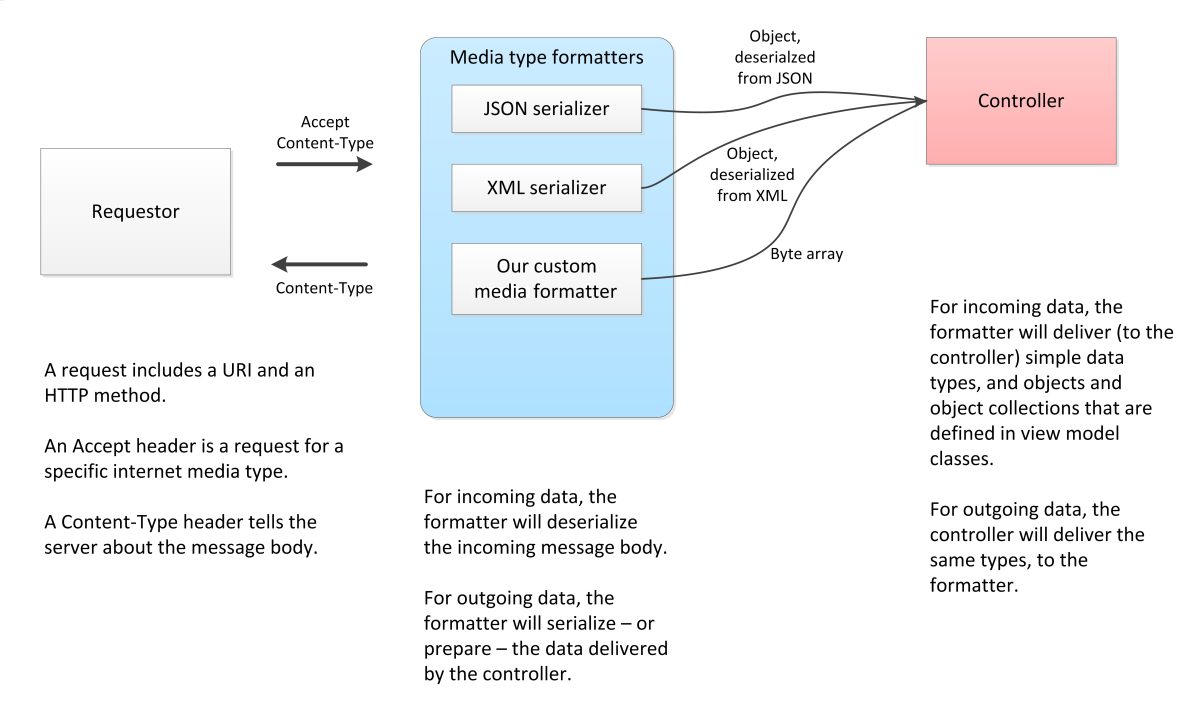 Media type formatters
JSON serializer
XML serializer
Our custom
media formatter
Requestor
Accept
Content-Type
Content-Type
Object,
deserialzed
from JSON
Object,
deserialized
from XML
Byte array
Controller
A request includes a URI and an
HTTP method.
An Accept header is a request for a
specific internet media type.
A Content-Type header tells the
server about the message body.
For incoming data, the
formatter will deserialize
the incoming message body.
For outgoing data, the
formatter will serialize – or
prepare – the data delivered
by the controller.
For incoming data, the
formatter will deliver (to the
controller) simple data
types, and objects and
object collections that are
defined in view model
classes.
For outgoing data, the
controller will deliver the
same types, to the
formatter.